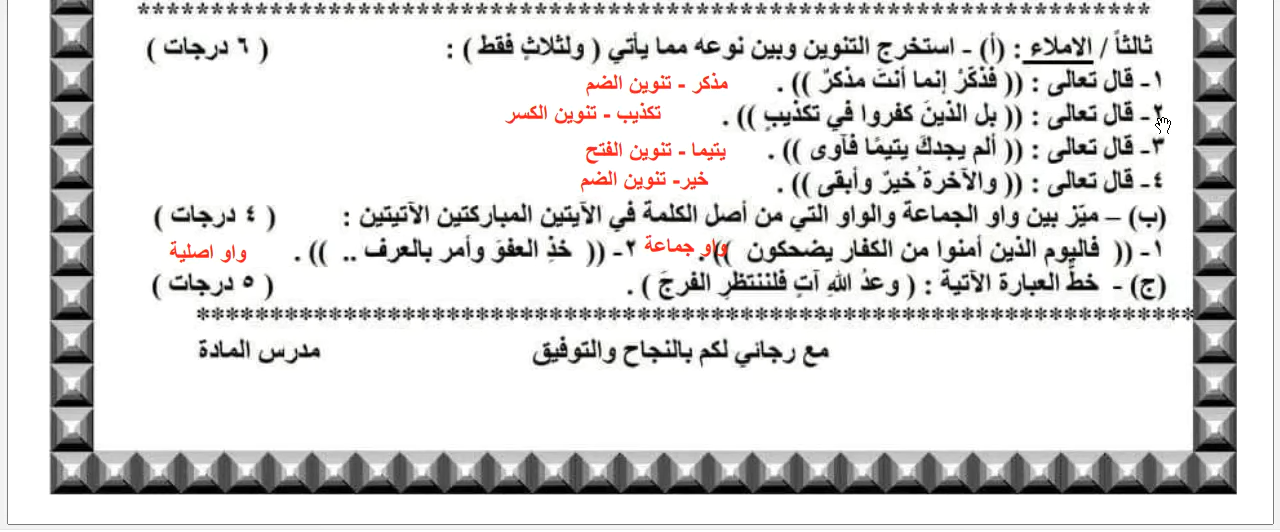 ثالثاً / الاملاء : (أ) - استخرج التنوين وبين نوعه مما يأتي ( ولثلاثِ فقط ) : ( ٦ درجات )
١- قال تعالى : (( فَذكَرْ إنما أنتَ مذكرٌ )) . مذكر - تنوين الضم
٢- قال تعالى : (( بل الذينَ كفروا في تكذيبٍ )) . تكذيب - تنوين الكسر
٣- قال تعالى : (( ألم يجدكَ يتيمًا فآوى )) . يتيما - تنوين الفتح
٤- قال تعالى : (( والآخرةُ خيرٌ وأبقى )) . خير- تنوين الضم
(ب) – ميّز بين واو الجماعة والواو التي من أصل الكلمة في الآيتين المباركتين الآتيتين : ( ٤ درجات )
١- (( فاليوم الذين أمنوا من الكفار يضحكون )) . واو جماعة ٢- (( خذِ العفوَ وأمر بالعرف .. )) . واو اصلية
(ج) - خطَّ العبارة الآتية : ( وعدُ اللهِ آتٍ فلننتظرِ الفرجَ ) . ( ٥ درجات )
مع رجائي لكم بالنجاح والتوفيق مدرس المادة